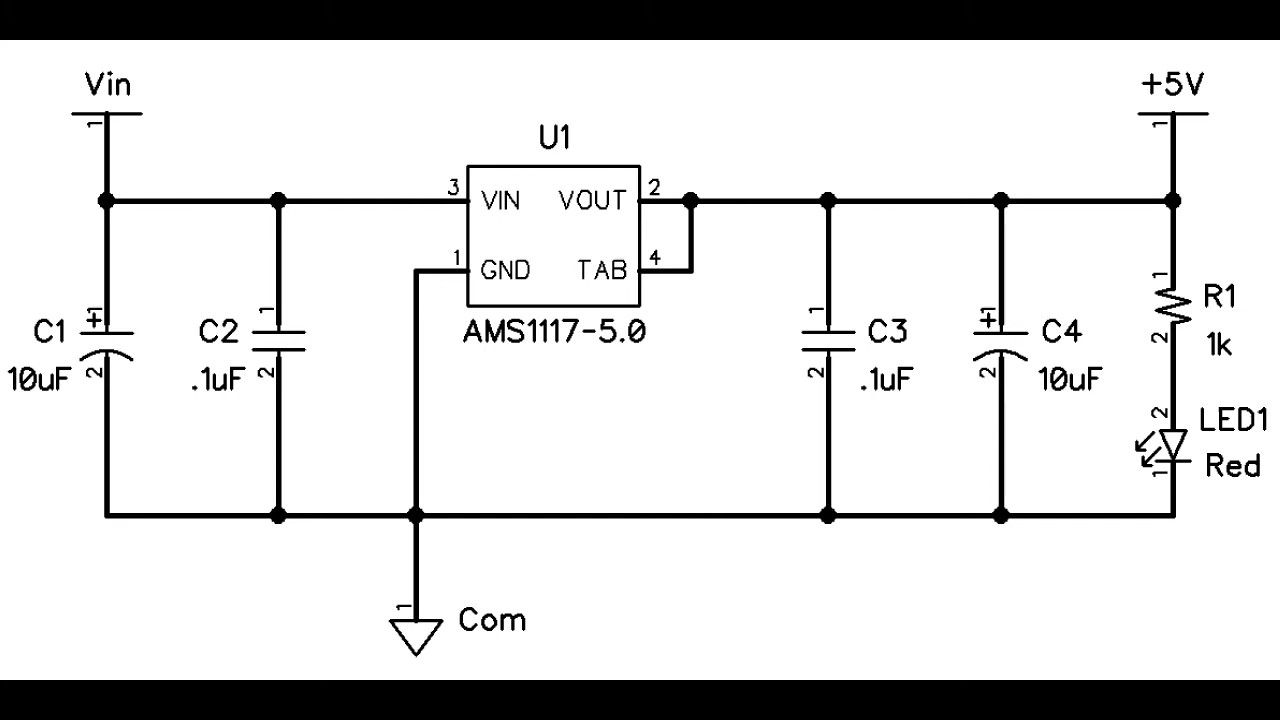 Vin
1
+5V
1
U1
3
VIN
VOUT
2
1
GND
TAB
4
AMS1117-5.0
1
+
C1
10uF
2
1
C2
.1uF
2
1
C3
.1uF
2
1
+
C4
10uF
2
1
R1
1k
2
2
LED1
Red
1
1
Com